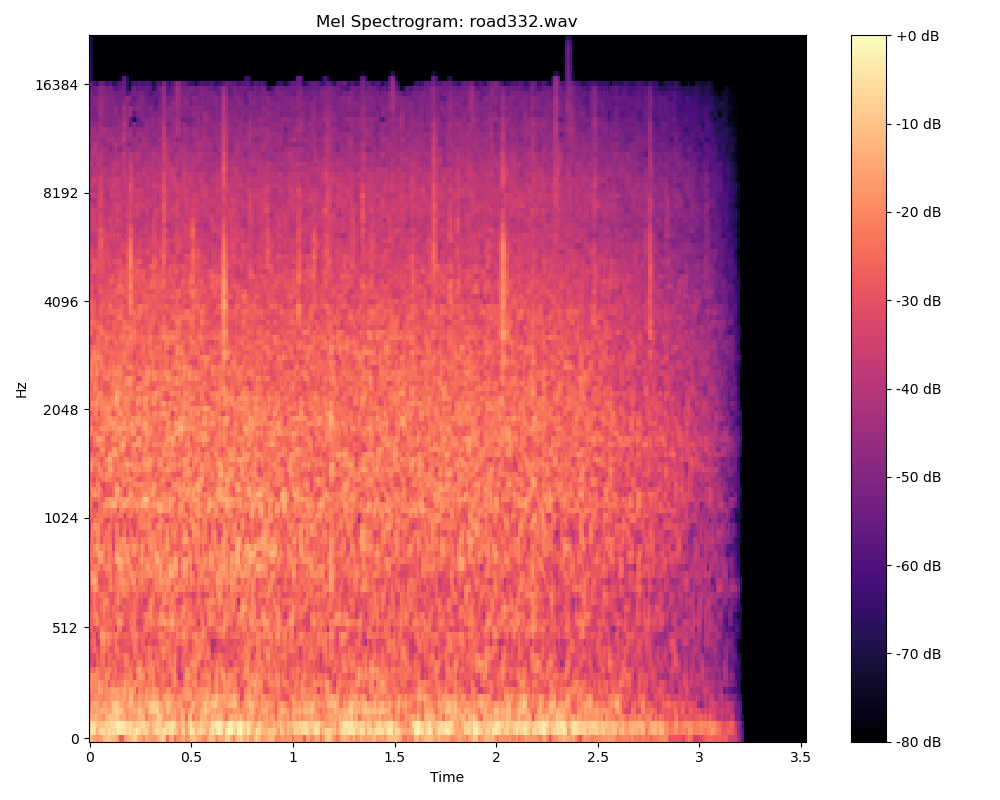 Mel Spectrogram: road332.wav
Hz
16384
8192
4096
2048
1024
512
0
0 0.5 1 1.5 2 2.5 3 3.5
Time
+0 dB
-10 dB
-20 dB
-30 dB
-40 dB
-50 dB
-60 dB
-70 dB
-80 dB